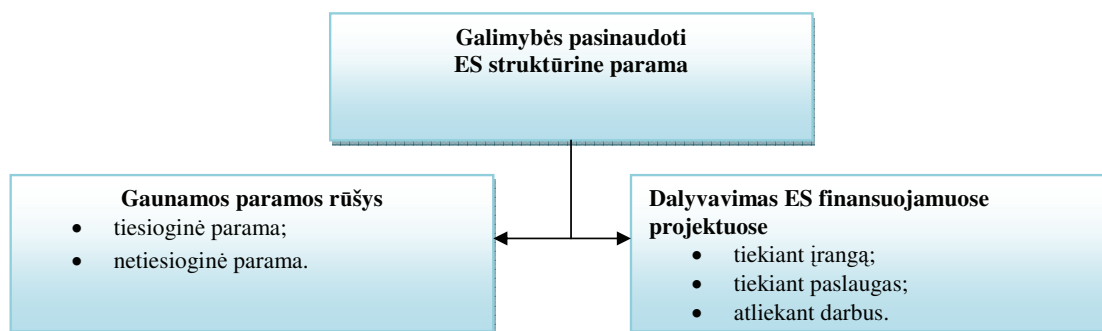 Galimybės pasinaudoti
ES struktūrine parama
Gaunamos paramos rūšys
• tiesioginė parama;
• netiesioginė parama.
Dalyvavimas ES finansuojamuose
projektuose
• tiekiant įrangą;
• tiekiant paslaugas;
• atliekant darbus.